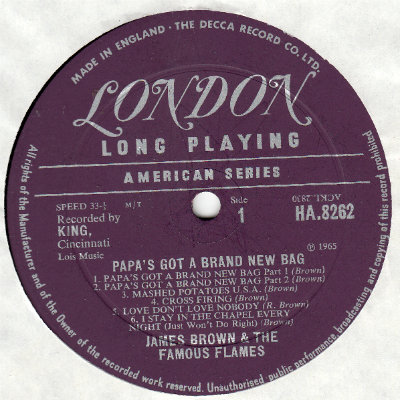 MADE IN ENGLAND · THE DECCA RECORD CO. LTD.
LONDON
LONG PLAYING
AMERICAN SERIES
SPEED 33⅓ M/T
Side
1
ACKL. 2810
HA.8262
Recorded by
KING,
Cincinnati
Lois Music
℗ 1965
PAPA'S GOT A BRAND NEW BAG
1. PAPA'S GOT A BRAND NEW BAG Part 1 (Brown)
2. PAPA'S GOT A BRAND NEW BAG Part 2 (Brown)
3. MASHED POTATOES U.S.A. (Brown)
4. CROSS FIRING (Brown)
5. LOVE DON'T LOVE NOBODY (R. Brown)
6. I STAY IN THE CHAPEL EVERY
NIGHT (Just Won't Do Right) (Brown)
JAMES BROWN & THE
FAMOUS FLAMES
All rights of the Manufacturer and of the Owner of the recorded work reserved. Unauthorised public performance, broadcasting and copying of this record prohibited